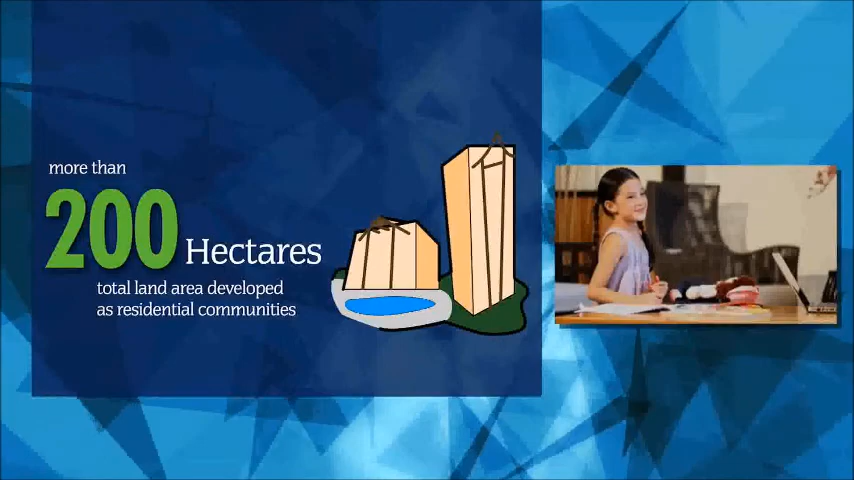 more than
200 Hectares
total land area developed
as residential communities